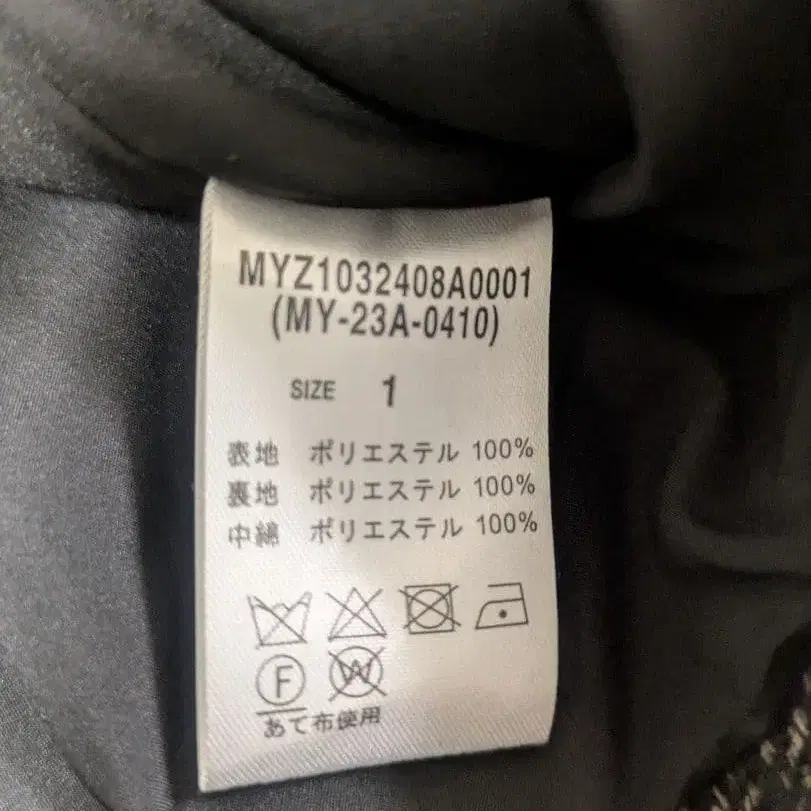 MYZ1032408A0001
(MY-23A-0410)
SIZE 1
表地 ポリエステル 100%
裏地 ポリエステル 100%
中綿 ポリエステル 100%
F W
あて布使用